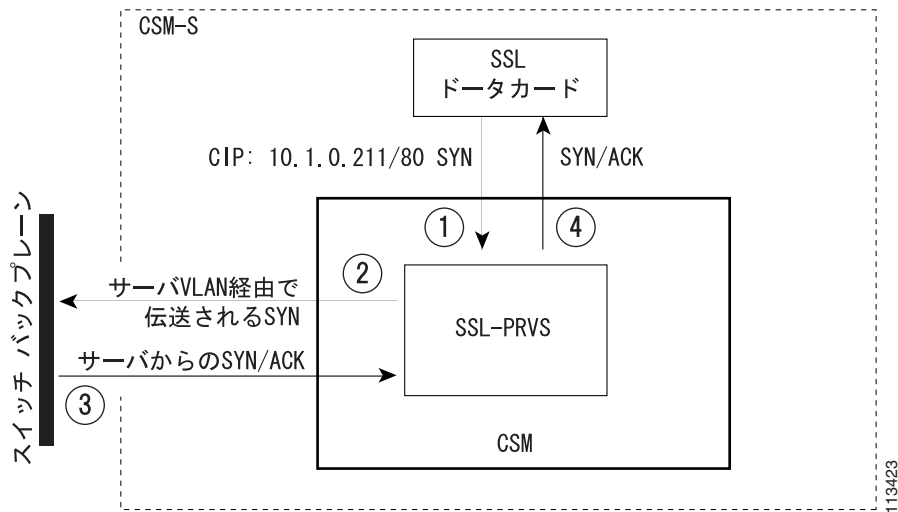 CSM-S
SSL
ドータカード
CIP: 10.1.0.211/80 SYN
SYN/ACK
1
4
2
サーバVLAN経由で
伝送されるSYN
SSL-PRVS
サーバからのSYN/ACK
3
スイッチ バックプレーン
CSM
113423